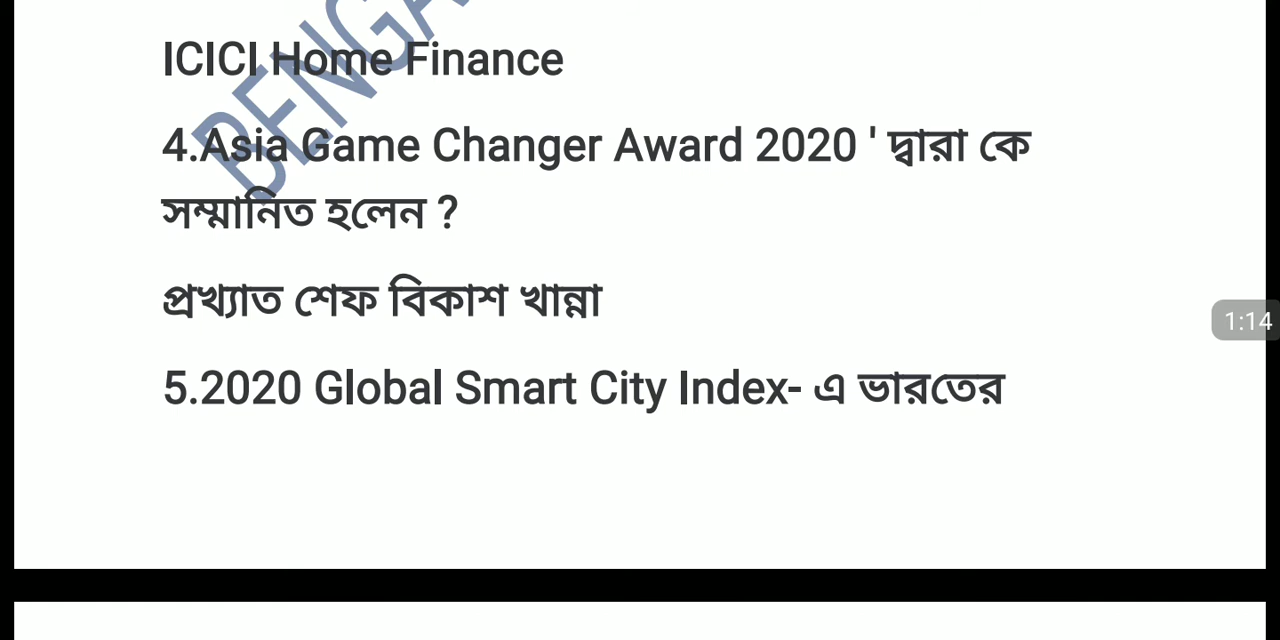 ICICI Home Finance
4.Asia Game Changer Award 2020 ' দ্বারা কে
সম্মানিত হলেন ?
প্রখ্যাত শেফ বিকাশ খান্না
5.2020 Global Smart City Index- এ ভারতের
1:14
BENGA